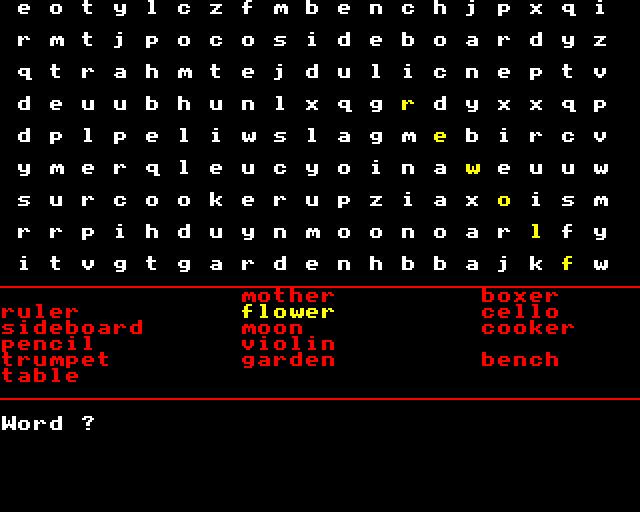 e o t y l c z f m b e n c h j p x q i
r m t j p o c o s i d e b o a r d y z
q t r a h m t e j d u l i c n e p t v
d e u u b h u n l x q g r d y x x q p
d p l p e l i w s l a g m e b i r c v
y m e r q l e u c y o i n a w e u u w
s u r c o o k e r u p z i a x o i s m
r r p i h d u y n m o o n o a r l f y
i t v g t g a r d e n h b b a j k f w
mother boxer
ruler flower cello
sideboard moon cooker
pencil violin
trumpet garden bench
table
Word ?